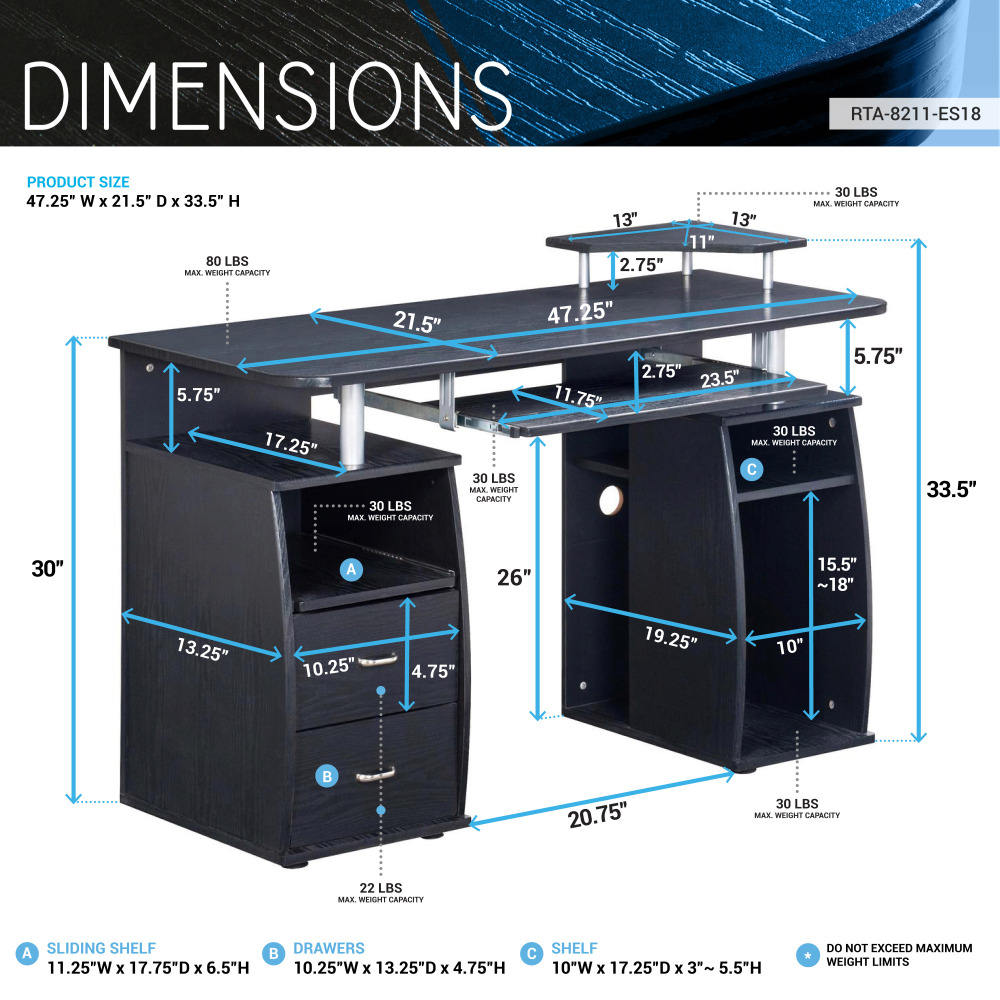 DIMENSIONS
RTA-8211-ES18
PRODUCT SIZE
47.25" W x 21.5" D x 33.5" H
30 LBS
MAX. WEIGHT CAPACITY
13"
13"
11"
2.75"
80 LBS
MAX. WEIGHT CAPACITY
21.5"
47.25"
5.75"
5.75"
2.75"
23.5"
11.75"
17.25"
30 LBS
MAX. WEIGHT CAPACITY
C
30 LBS
MAX. WEIGHT
CAPACITY
33.5"
30 LBS
MAX. WEIGHT CAPACITY
A
30"
26"
15.5"
~18"
13.25"
10.25"
4.75"
19.25"
10"
B
20.75"
30 LBS
MAX. WEIGHT CAPACITY
22 LBS
MAX. WEIGHT CAPACITY
A SLIDING SHELF
11.25"W x 17.75"D x 6.5"H
B DRAWERS
10.25"W x 13.25"D x 4.75"H
C SHELF
10"W x 17.25"D x 3"~ 5.5"H
* DO NOT EXCEED MAXIMUM
WEIGHT LIMITS